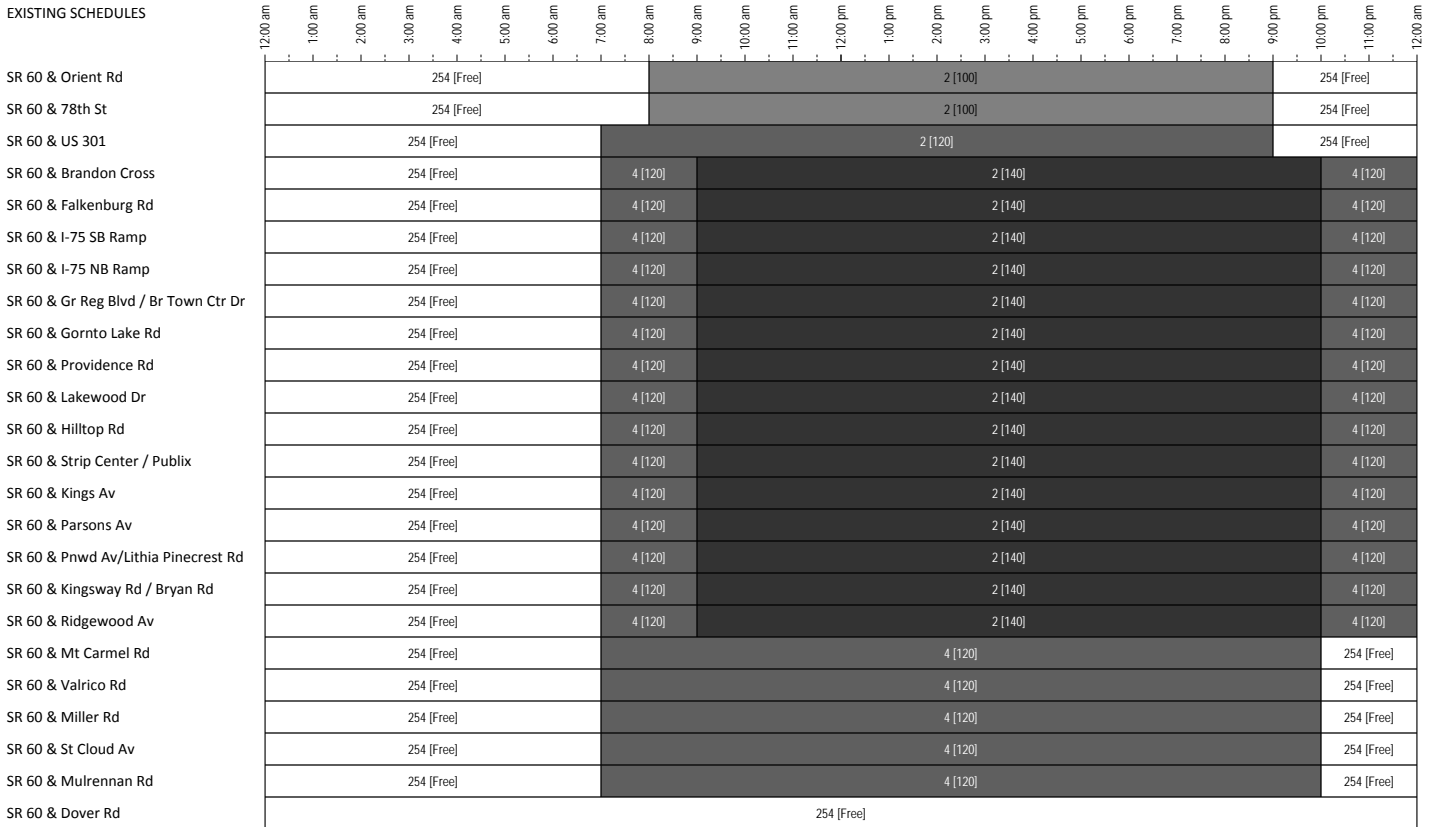 EXISTING SCHEDULES
12:00 am 1:00 am 2:00 am 3:00 am 4:00 am 5:00 am 6:00 am 7:00 am 8:00 am 9:00 am 10:00 am 11:00 am 12:00 pm 1:00 pm 2:00 pm 3:00 pm 4:00 pm 5:00 pm 6:00 pm 7:00 pm 8:00 pm 9:00 pm 10:00 pm 11:00 pm 12:00 am
SR 60 & Orient Rd 254 [Free] 2 [100] 254 [Free]
SR 60 & 78th St 254 [Free] 2 [100] 254 [Free]
SR 60 & US 301 254 [Free] 2 [120] 254 [Free]
SR 60 & Brandon Cross 254 [Free] 4 [120] 2 [140] 4 [120]
SR 60 & Falkenburg Rd 254 [Free] 4 [120] 2 [140] 4 [120]
SR 60 & I-75 SB Ramp 254 [Free] 4 [120] 2 [140] 4 [120]
SR 60 & I-75 NB Ramp 254 [Free] 4 [120] 2 [140] 4 [120]
SR 60 & Gr Reg Blvd / Br Town Ctr Dr 254 [Free] 4 [120] 2 [140] 4 [120]
SR 60 & Gornto Lake Rd 254 [Free] 4 [120] 2 [140] 4 [120]
SR 60 & Providence Rd 254 [Free] 4 [120] 2 [140] 4 [120]
SR 60 & Lakewood Dr 254 [Free] 4 [120] 2 [140] 4 [120]
SR 60 & Hilltop Rd 254 [Free] 4 [120] 2 [140] 4 [120]
SR 60 & Strip Center / Publix 254 [Free] 4 [120] 2 [140] 4 [120]
SR 60 & Kings Av 254 [Free] 4 [120] 2 [140] 4 [120]
SR 60 & Parsons Av 254 [Free] 4 [120] 2 [140] 4 [120]
SR 60 & Pnwd Av/Lithia Pinecrest Rd 254 [Free] 4 [120] 2 [140] 4 [120]
SR 60 & Kingsway Rd / Bryan Rd 254 [Free] 4 [120] 2 [140] 4 [120]
SR 60 & Ridgewood Av 254 [Free] 4 [120] 2 [140] 4 [120]
SR 60 & Mt Carmel Rd 254 [Free] 4 [120] 254 [Free]
SR 60 & Valrico Rd 254 [Free] 4 [120] 254 [Free]
SR 60 & Miller Rd 254 [Free] 4 [120] 254 [Free]
SR 60 & St Cloud Av 254 [Free] 4 [120] 254 [Free]
SR 60 & Mulrennan Rd 254 [Free] 4 [120] 254 [Free]
SR 60 & Dover Rd 254 [Free]